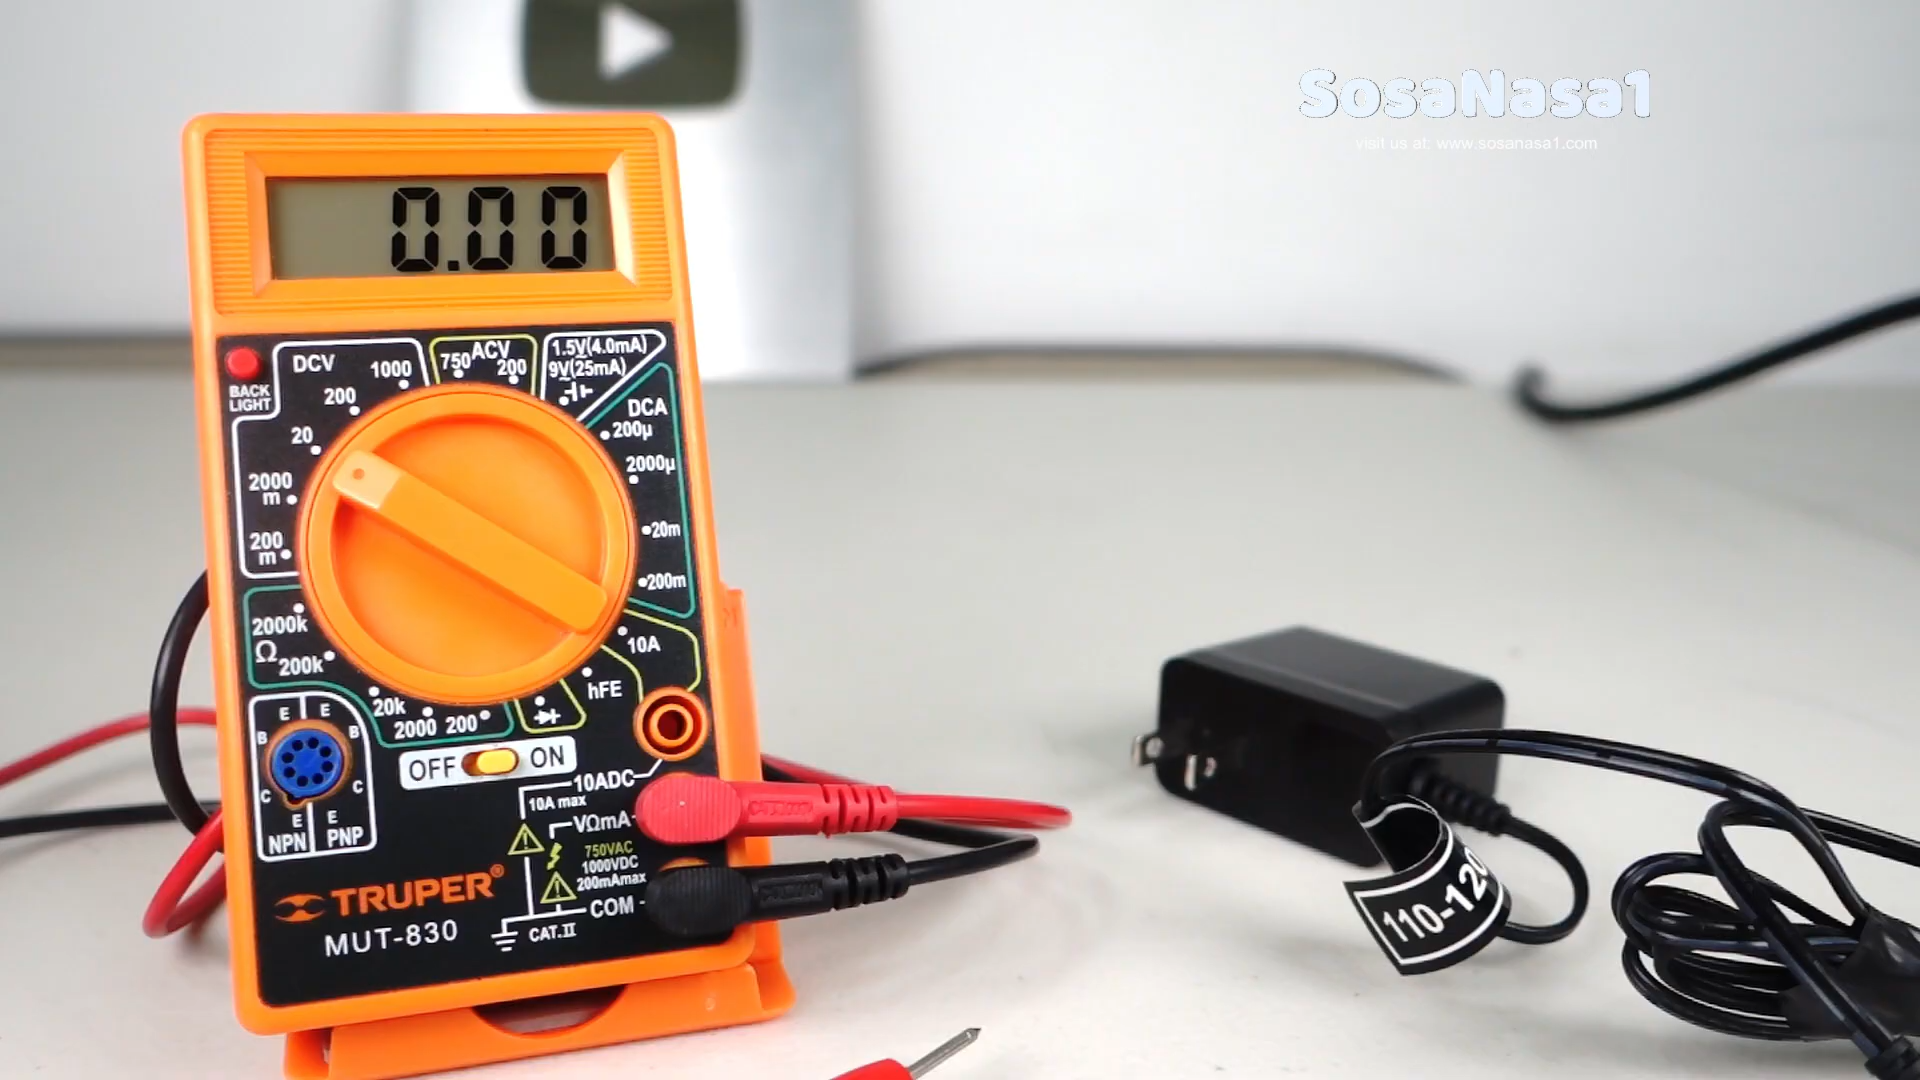 SosaNasa1
visit us at: www.sosanasa1.com
0.00
BACK
LIGHT
DCV
1000
200
20
2000
m
200
m
750
ACV
200
1.5V(4.0mA)
9V(25mA)
DCA
200µ
2000µ
20m
200m
10A
hFE
2000k
Ω
200k
20k
2000
200
OFF
ON
E
E
B
B
C
C
E
E
NPN
PNP
10ADC
10A max
VΩmA
750VAC
1000VDC
200mAmax
COM
CAT.II
TRUPER®
MUT-830
110-120